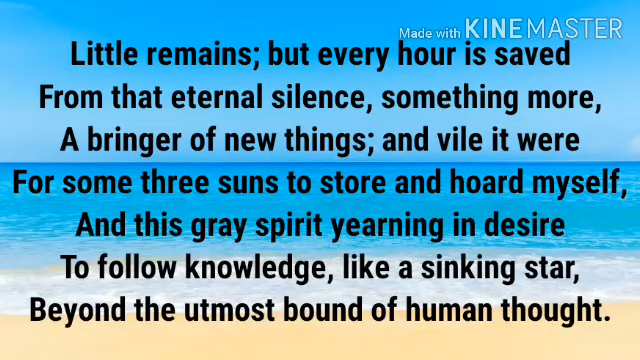 Made with KINEMASTER
Little remains; but every hour is saved
From that eternal silence, something more,
A bringer of new things; and vile it were
For some three suns to store and hoard myself,
And this gray spirit yearning in desire
To follow knowledge, like a sinking star,
Beyond the utmost bound of human thought.